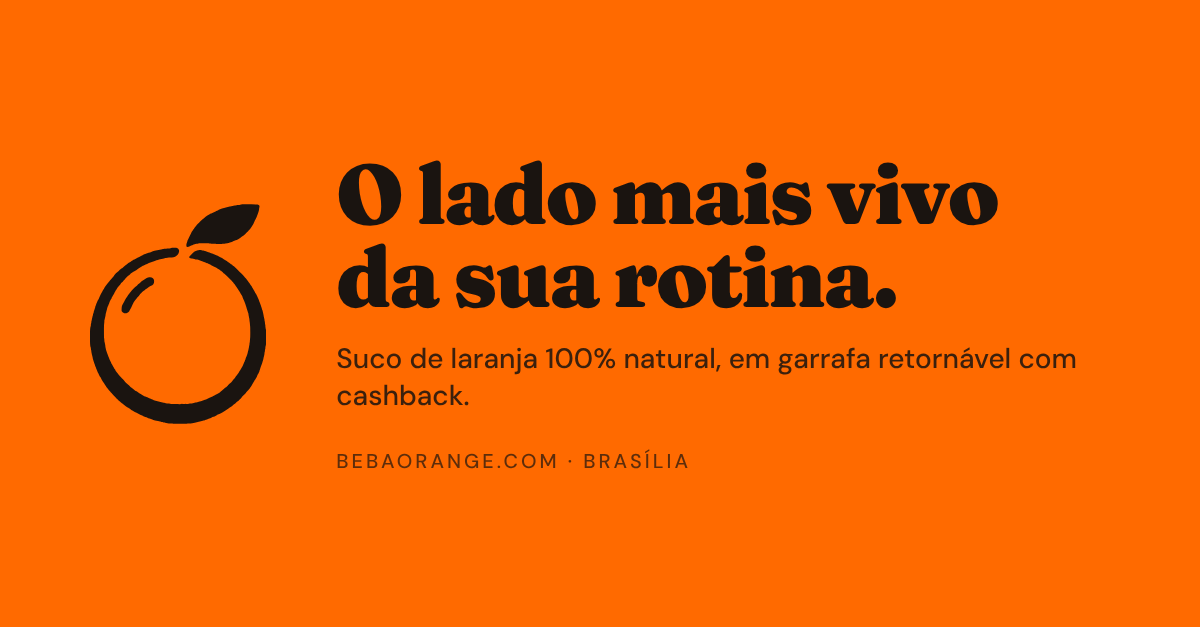 O lado mais vivo
da sua rotina.
Suco de laranja 100% natural, em garrafa retornável com
cashback.
BEBAORANGE.COM · BRASÍLIA